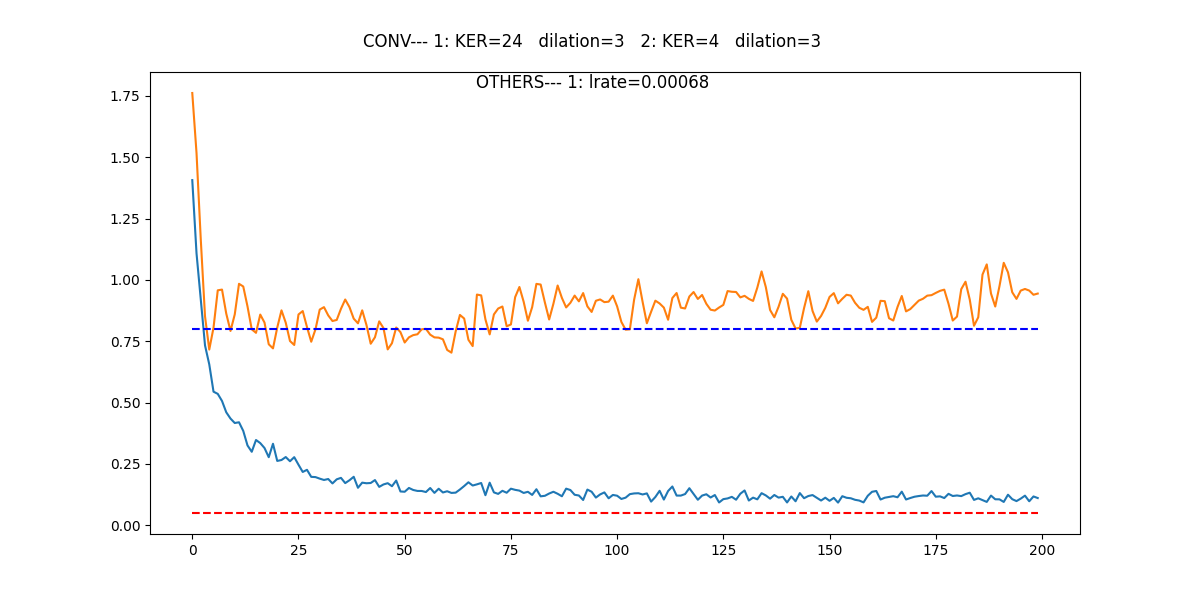 CONV--- 1: KER=24   dilation=3   2: KER=4   dilation=3
OTHERS--- 1: lrate=0.00068
1.75
1.50
1.25
1.00
0.75
0.50
0.25
0.00
0 25 50 75 100 125 150 175 200